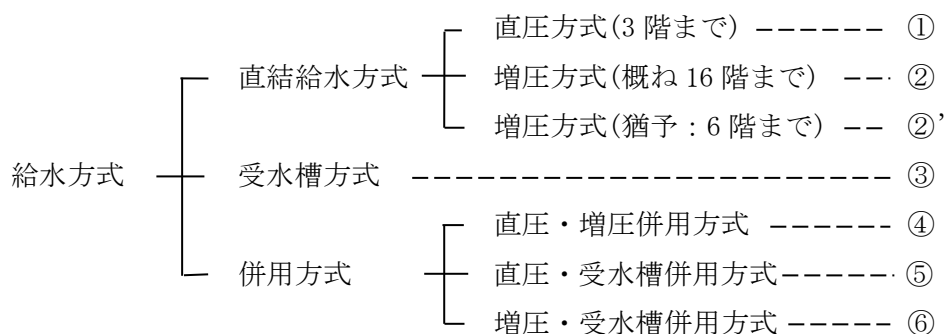 直圧方式(3 階まで) ------ ①
直結給水方式 増圧方式(概ね 16 階まで) --- ②
増圧方式(猶予：6 階まで) -- ②’
給水方式 受水槽方式 ---------------------- ③
直圧・増圧併用方式 ------ ④
併用方式 直圧・受水槽併用方式------ ⑤
増圧・受水槽併用方式 ----- ⑥